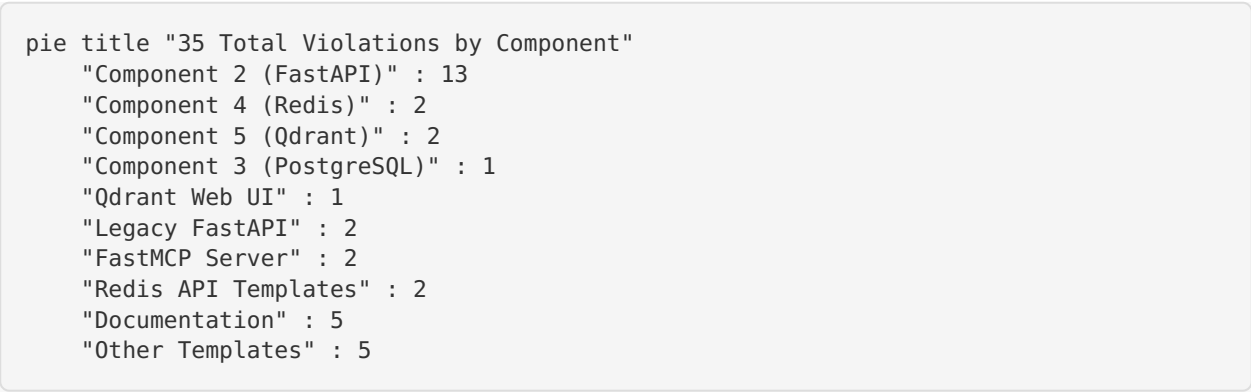 pie title "35 Total Violations by Component"
    "Component 2 (FastAPI)" : 13
    "Component 4 (Redis)" : 2
    "Component 5 (Qdrant)" : 2
    "Component 3 (PostgreSQL)" : 1
    "Qdrant Web UI" : 1
    "Legacy FastAPI" : 2
    "FastMCP Server" : 2
    "Redis API Templates" : 2
    "Documentation" : 5
    "Other Templates" : 5